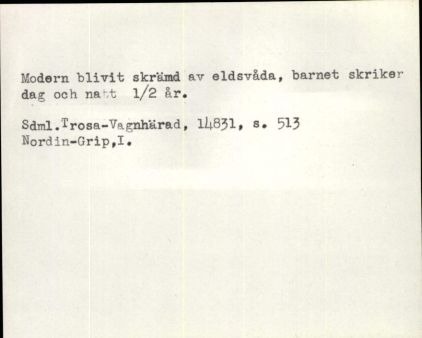 Modern blivit skrämd av eldsvåda, barnet skriker
dag och natt 1/2 år.
Sdml.Trosa-Vagnhärad, 14831, s. 513
Nordin-Grip,I.